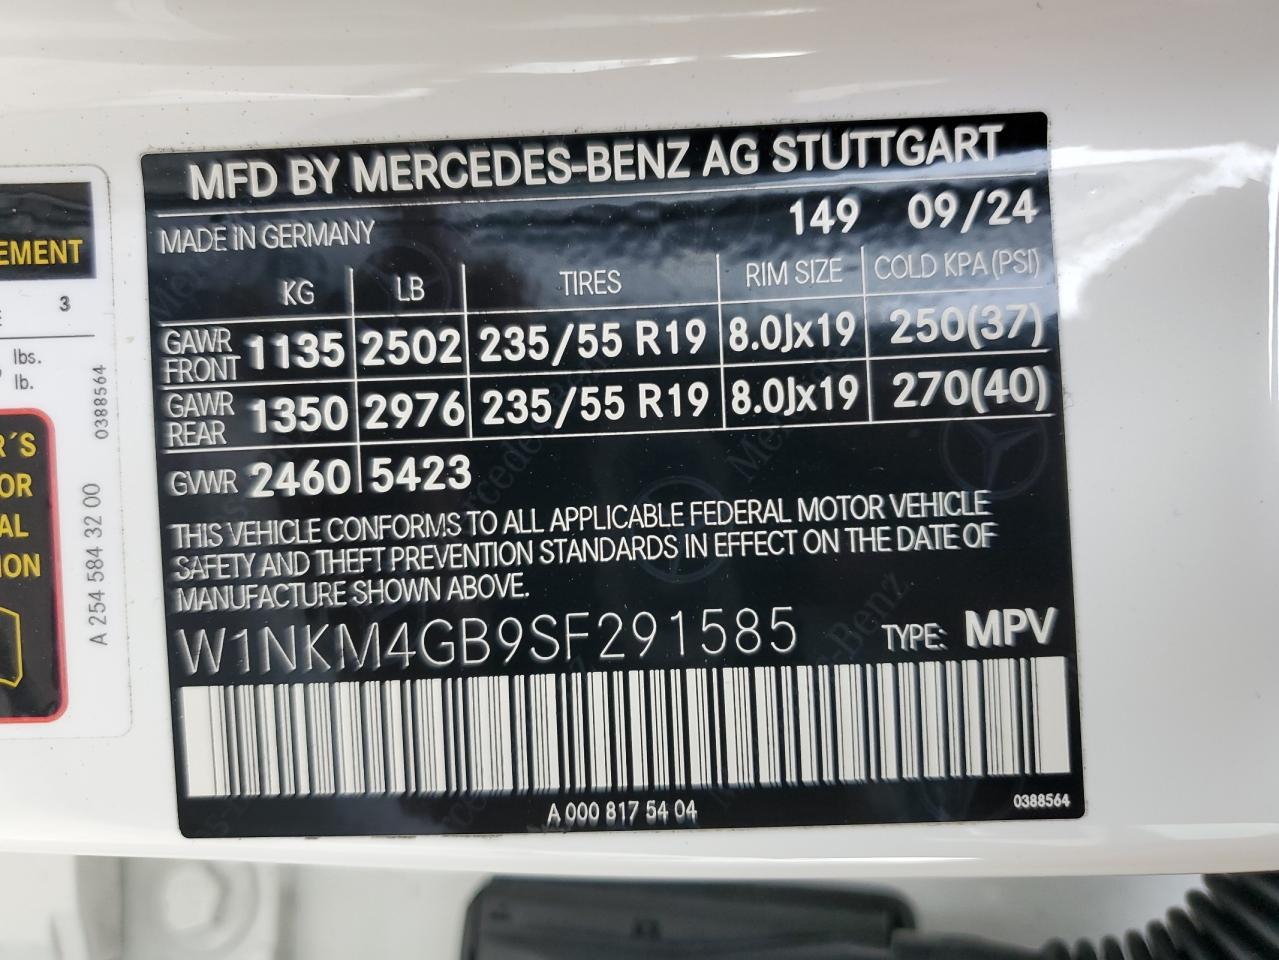 MFD BY MERCEDES-BENZ AG STUTTGART
MADE IN GERMANY 149 09/24
KG LB TIRES RIM SIZE COLD KPA (PSI)
GAWR FRONT 1135 2502 235/55 R19 8.0Jx19 250(37)
GAWR REAR 1350 2976 235/55 R19 8.0Jx19 270(40)
GVWR 2460 5423
THIS VEHICLE CONFORMS TO ALL APPLICABLE FEDERAL MOTOR VEHICLE
SAFETY AND THEFT PREVENTION STANDARDS IN EFFECT ON THE DATE OF
MANUFACTURE SHOWN ABOVE.
W1NKM4GB9SF291585 TYPE: MPV
A 000 817 54 04
0388564
EMENT
3
lbs.
lb.
R´S
OR
AL
ION
0388564
A 254 584 32 00